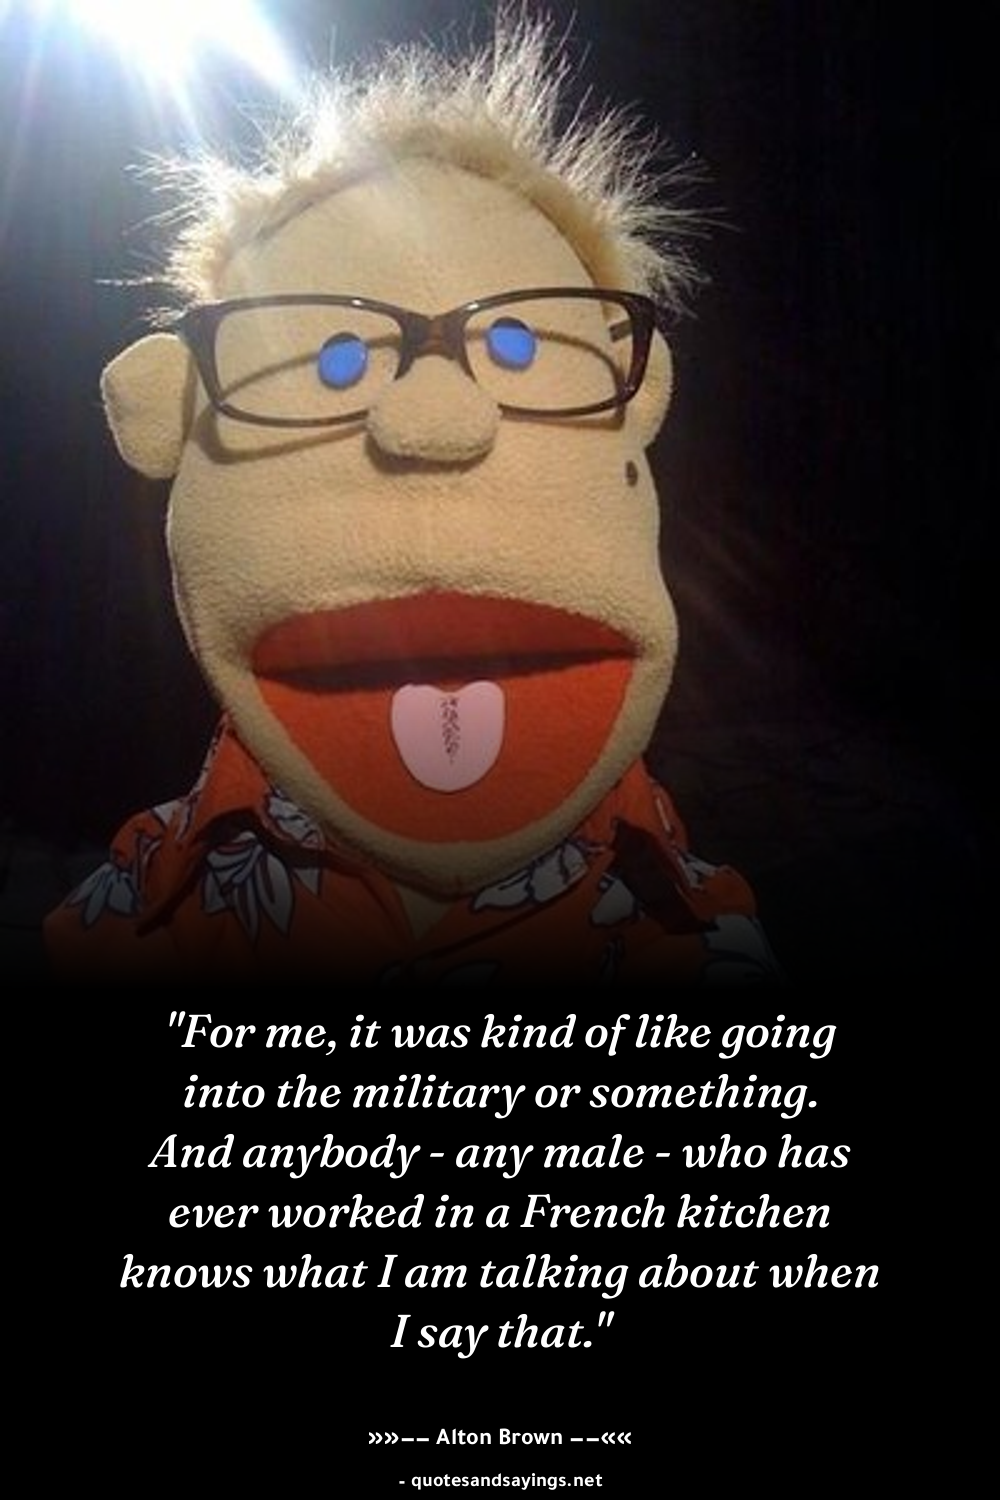 "For me, it was kind of like going
into the military or something.
And anybody - any male - who has
ever worked in a French kitchen
knows what I am talking about when
I say that."
»»−− Alton Brown −−««
- quotesandsayings.net